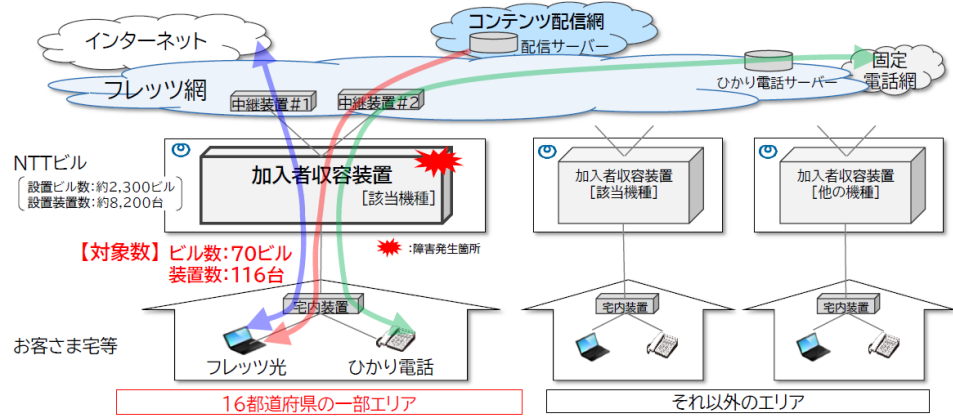 インターネット
コンテンツ配信網
配信サーバー
フレッツ網
中継装置#1
中継装置#2
ひかり電話サーバー
固定
電話網
NTTビル
設置ビル数:約2,300ビル
設置装置数:約8,200台
加入者収容装置
[該当機種]
加入者収容装置
[該当機種]
加入者収容装置
[他の機種]
【対象数】ビル数:70ビル
装置数:116台
:障害発生箇所
お客さま宅等
宅内装置
フレッツ光
ひかり電話
宅内装置
宅内装置
16都道府県の一部エリア
それ以外のエリア